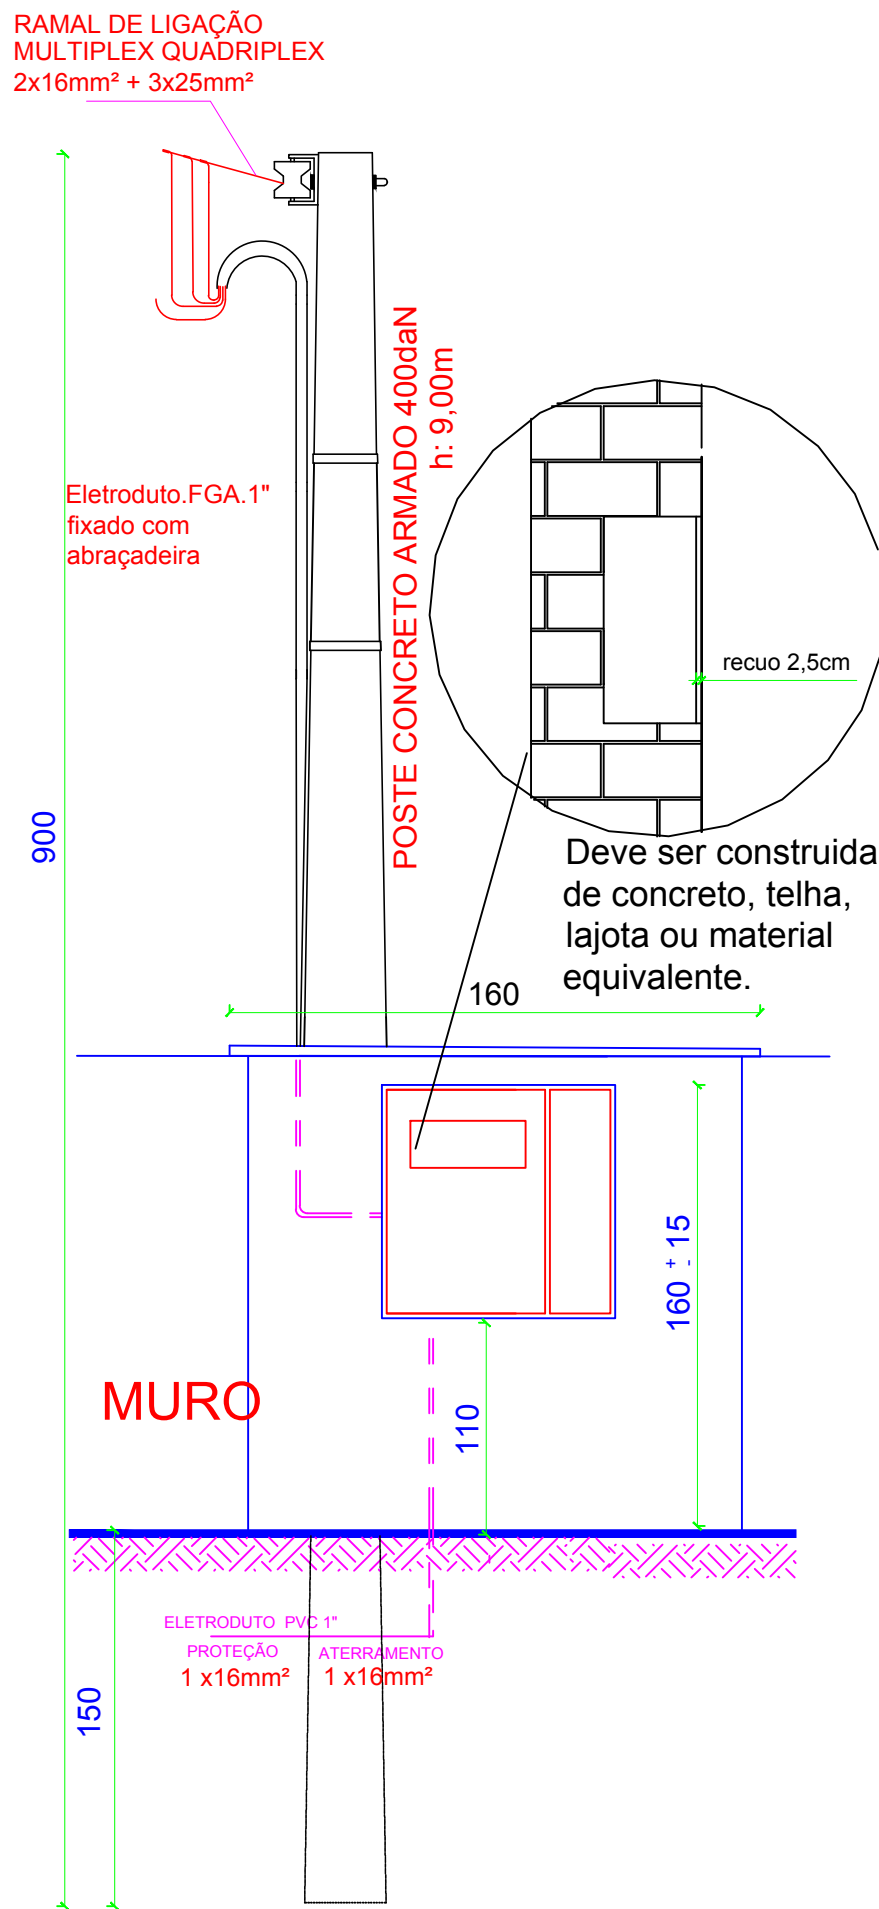 RAMAL DE LIGAÇÃO
MULTIPLEX QUADRIPLEX
2x16mm² + 3x25mm²
POSTE CONCRETO ARMADO 400daN
h: 9,00m
Eletroduto.FGA.1"
fixado com
abraçadeira
recuo 2,5cm
900
Deve ser construida
de concreto, telha,
lajota ou material
equivalente.
160
160 ± 15
110
MURO
ELETRODUTO PVC 1"
PROTEÇÃO ATERRAMENTO
1 x16mm² 1 x16mm²
150